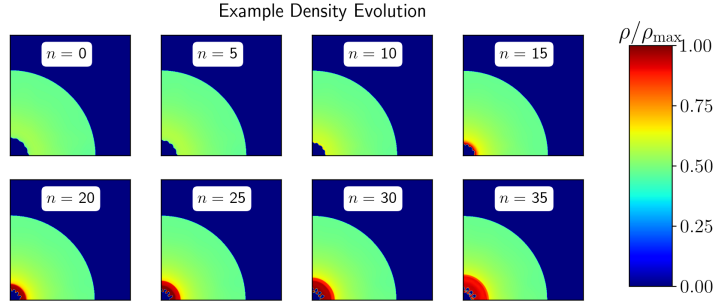 Example Density Evolution
ρ/ρmax
n = 0
n = 5
n = 10
n = 15
n = 20
n = 25
n = 30
n = 35
1.00
0.75
0.50
0.25
0.00